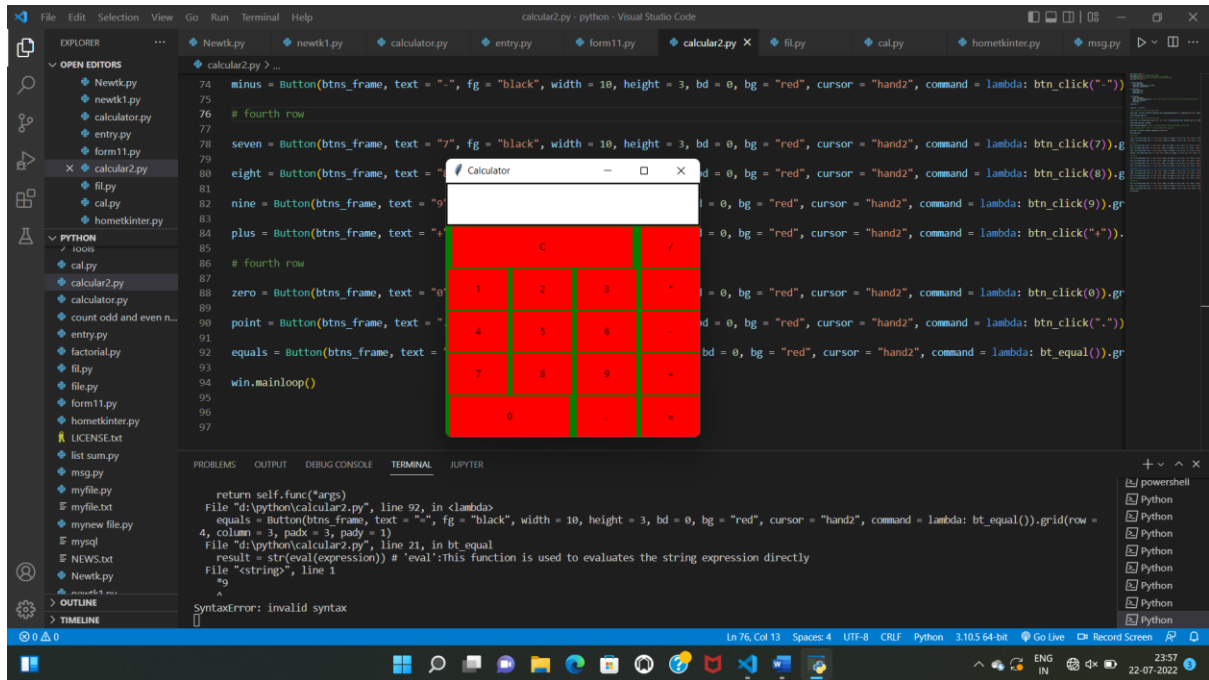 File Edit Selection View Go Run Terminal Help
calcular2.py - python - Visual Studio Code
EXPLORER
Newtk.py newtk1.py calculator.py entry.py form11.py calcular2.py fil.py cal.py hometkinter.py msg.py
OPEN EDITORS
Newtk.py
newtk1.py
calculator.py
entry.py
form11.py
calcular2.py
fil.py
cal.py
hometkinter.py
PYTHON
Tools
cal.py
calcular2.py
calculator.py
count odd and even n...
entry.py
factorial.py
fil.py
file.py
form11.py
hometkinter.py
LICENSE.txt
list sum.py
msg.py
myfile.py
myfile.txt
mynew file.py
mysql
NEWS.txt
Newtk.py
newtk1.py
OUTLINE
TIMELINE
calcular2.py > ...
74 minus = Button(btns_frame, text = "-", fg = "black", width = 10, height = 3, bd = 0, bg = "red", cursor = "hand2", command = lambda: btn_click("-"))
75
76 # fourth row
77
78 seven = Button(btns_frame, text = "7", fg = "black", width = 10, height = 3, bd = 0, bg = "red", cursor = "hand2", command = lambda: btn_click(7)).g
79
80 eight = Button(btns_frame, text = "8 bd = 0, bg = "red", cursor = "hand2", command = lambda: btn_click(8)).g
81
82 nine = Button(btns_frame, text = "9" = 0, bg = "red", cursor = "hand2", command = lambda: btn_click(9)).gr
83
84 plus = Button(btns_frame, text = "+" = 0, bg = "red", cursor = "hand2", command = lambda: btn_click("+")).
85
86 # fourth row
87
88 zero = Button(btns_frame, text = "0" = 0, bg = "red", cursor = "hand2", command = lambda: btn_click(0)).gr
89
90 point = Button(btns_frame, text = ". bd = 0, bg = "red", cursor = "hand2", command = lambda: btn_click("."))
91
92 equals = Button(btns_frame, text = " bd = 0, bg = "red", cursor = "hand2", command = lambda: bt_equal()).gr
93
94 win.mainloop()
95
96
97
Calculator
C /
1 2 3 *
4 5 6 -
7 8 9 +
0 . =
PROBLEMS OUTPUT DEBUG CONSOLE TERMINAL JUPYTER
return self.func(*args)
File "d:\python\calcular2.py", line 92, in <lambda>
equals = Button(btns_frame, text = "=", fg = "black", width = 10, height = 3, bd = 0, bg = "red", cursor = "hand2", command = lambda: bt_equal()).grid(row =
4, column = 3, padx = 3, pady = 1)
File "d:\python\calcular2.py", line 21, in bt_equal
result = str(eval(expression)) # 'eval':This function is used to evaluates the string expression directly
File "<string>", line 1
*9
^
SyntaxError: invalid syntax
powershell
Python
Python
Python
Python
Python
Python
Python
Python
0 0
Ln 76, Col 13 Spaces: 4 UTF-8 CRLF Python 3.10.5 64-bit Go Live Record Screen
ENG
IN
23:57
22-07-2022
3